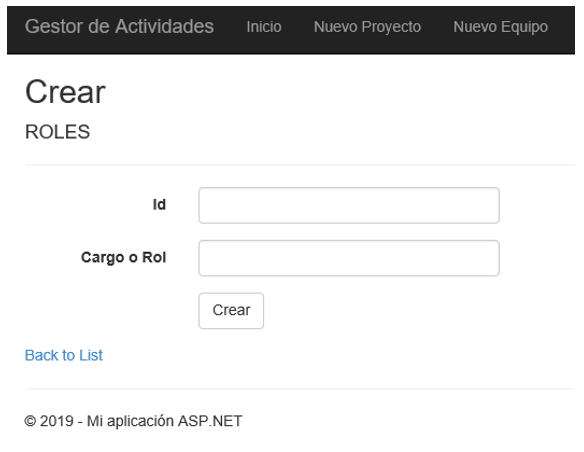 Gestor de Actividades Inicio Nuevo Proyecto Nuevo Equipo
Crear
ROLES
Id
Cargo o Rol
Crear
Back to List
© 2019 - Mi aplicación ASP.NET